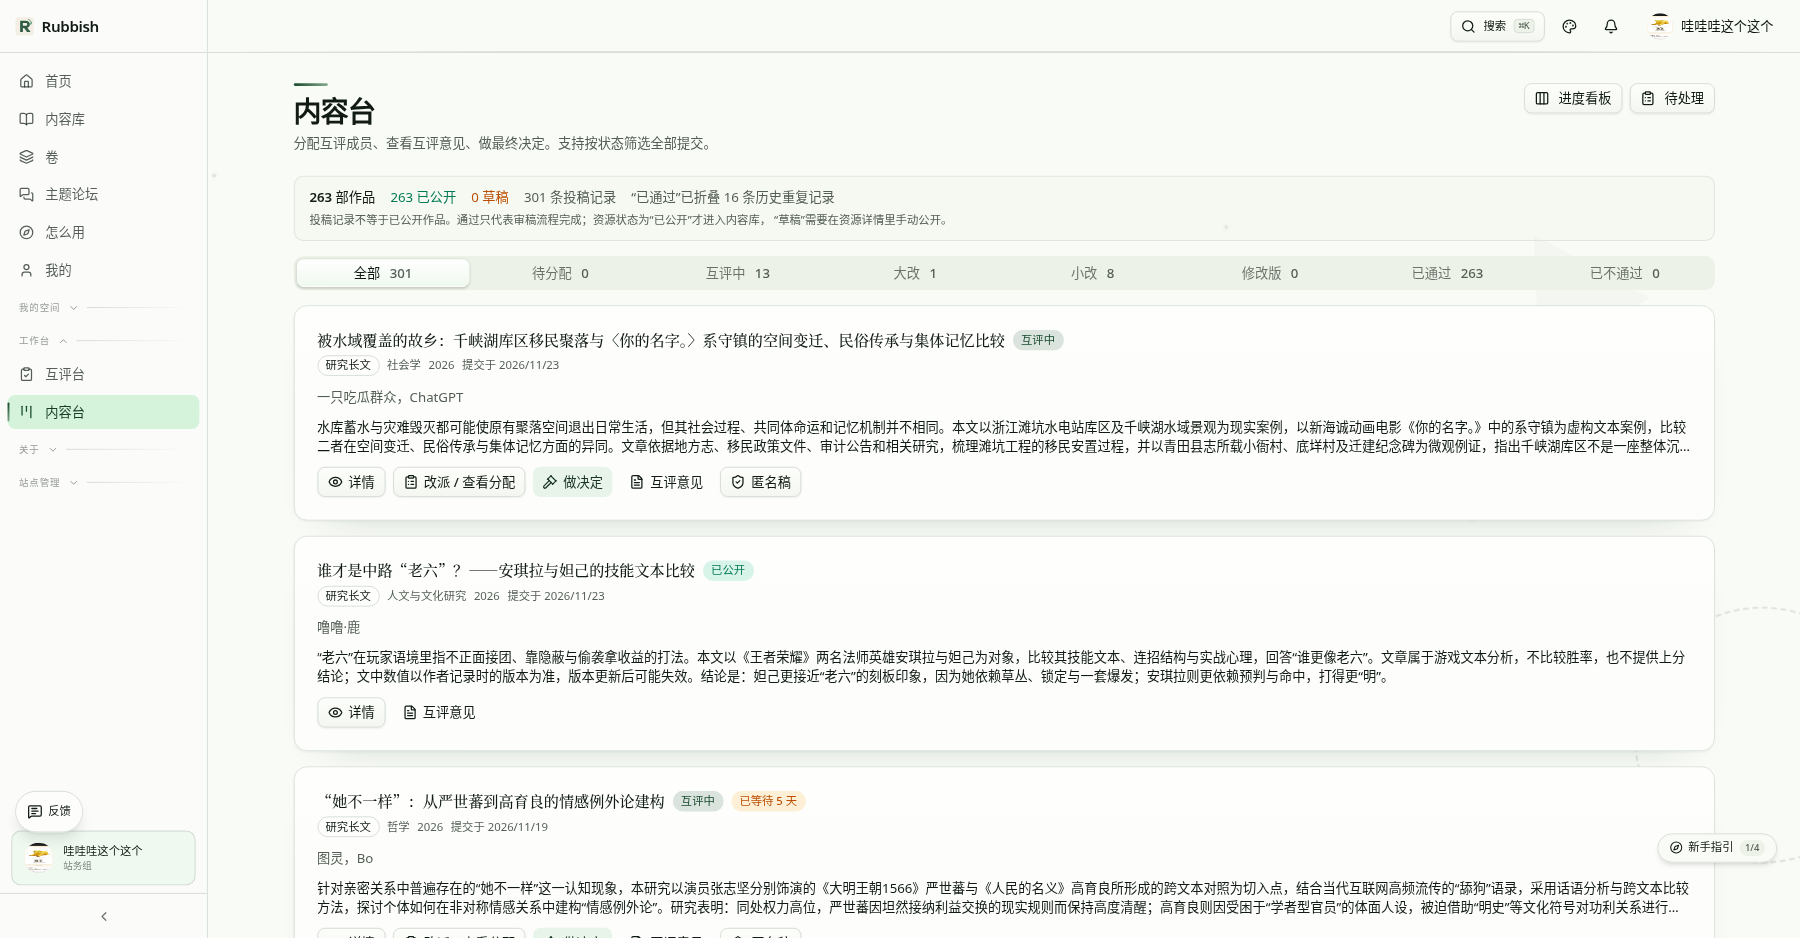 Rubbish
搜索 ⌘K
哇哇哇这个这个
首页
内容库
卷
主题论坛
怎么用
我的
我的空间
工作台
互评台
内容台
关于
站点管理
反馈
哇哇哇这个这个
站务组
内容台
分配互评成员、查看互评意见、做最终决定。支持按状态筛选全部提交。
进度看板
待处理
263 部作品 263 已公开 0 草稿 301 条投稿记录 “已通过”已折叠 16 条历史重复记录
投稿记录不等于已公开作品。通过只代表审稿流程完成；资源状态为“已公开”才进入内容库，“草稿”需要在资源详情里手动公开。
全部 301 待分配 0 互评中 13 大改 1 小改 8 修改版 0 已通过 263 已不通过 0
被水域覆盖的故乡：千峡湖库区移民聚落与〈你的名字。〉系守镇的空间变迁、民俗传承与集体记忆比较 互评中
研究长文 社会学 2026 提交于 2026/11/23
一只吃瓜群众，ChatGPT
水库蓄水与灾难毁灭都可能使原有聚落空间退出日常生活，但其社会过程、共同体命运和记忆机制并不相同。本文以浙江滩坑水电站库区及千峡湖水域景观为现实案例，以新海诚动画电影《你的名字。》中的系守镇为虚构文本案例，比较
二者在空间变迁、民俗传承与集体记忆方面的异同。文章依据地方志、移民政策文件、审计公告和相关研究，梳理滩坑工程的移民安置过程，并以青田县志所载小衙村、底垟村及迁建纪念碑为微观例证，指出千峡湖库区不是一座整体沉...
详情 改派 / 查看分配 做决定 互评意见 匿名稿
谁才是中路“老六”？——安琪拉与妲己的技能文本比较 已公开
研究长文 人文与文化研究 2026 提交于 2026/11/23
噜噜·鹿
“老六”在玩家语境里指不正面接团、靠隐蔽与偷袭拿收益的打法。本文以《王者荣耀》两名法师英雄安琪拉与妲己为对象，比较其技能文本、连招结构与实战心理，回答“谁更像老六”。文章属于游戏文本分析，不比较胜率，也不提供上分
结论；文中数值以作者记录时的版本为准，版本更新后可能失效。结论是：妲己更接近“老六”的刻板印象，因为她依赖草丛、锁定与一套爆发；安琪拉则更依赖预判与命中，打得更“明”。
详情 互评意见
“她不一样”：从严世蕃到高育良的情感例外论建构 互评中 已等待 5 天
研究长文 哲学 2026 提交于 2026/11/19
图灵，Bo
针对亲密关系中普遍存在的“她不一样”这一认知现象，本研究以演员张志坚分别饰演的《大明王朝1566》严世蕃与《人民的名义》高育良所形成的跨文本对照为切入点，结合当代互联网高频流传的“舔狗”语录，采用话语分析与跨文本比较
方法，探讨个体如何在非对称情感关系中建构“情感例外论”。研究表明：同处权力高位，严世蕃因坦然接纳利益交换的现实规则而保持高度清醒；高育良则因受困于“学者型官员”的体面人设，被迫借助“明史”等文化符号对功利关系进行...
新手指引 1/4